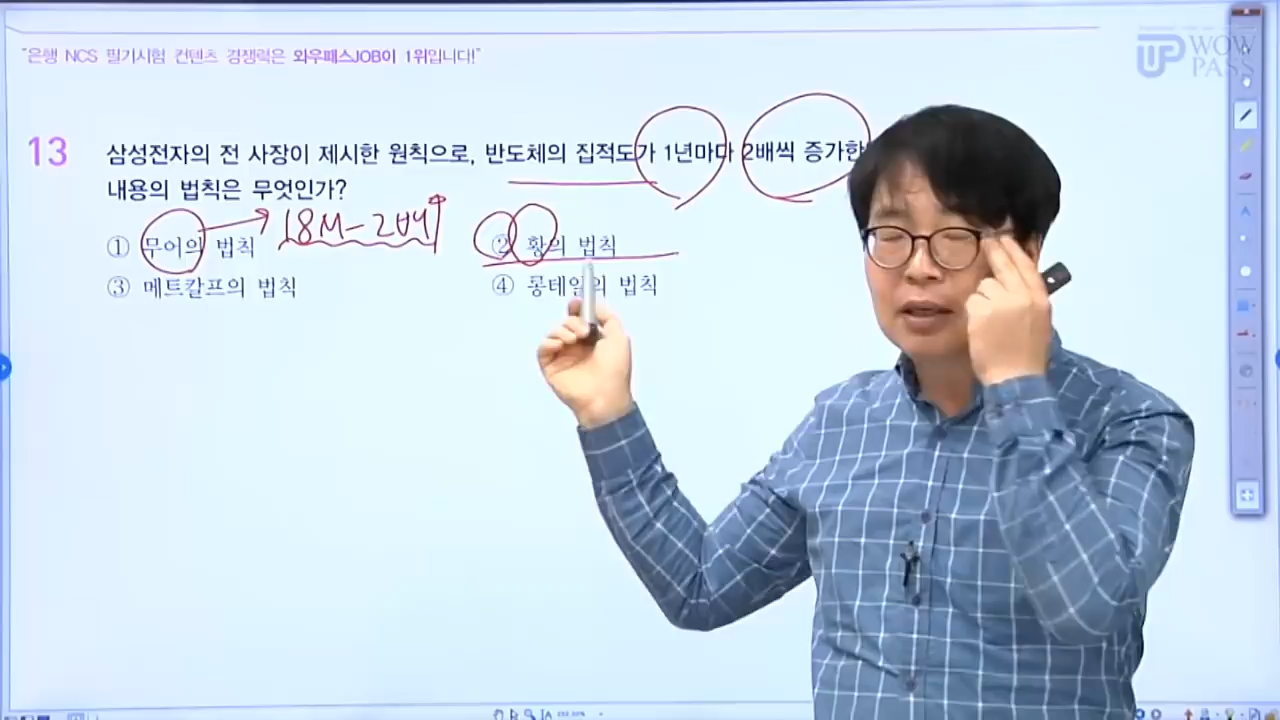 "은행 NCS 필기시험 컨텐츠 경쟁력은 와우패스JOB이 1위입니다!"
WOW
PASS
13 삼성전자의 전 사장이 제시한 원칙으로, 반도체의 집적도가 1년마다 2배씩 증가한
내용의 법칙은 무엇인가?
① 무어의 법칙 18M-2배↑ ② 황의 법칙
③ 메트칼프의 법칙 ④ 롱테일의 법칙